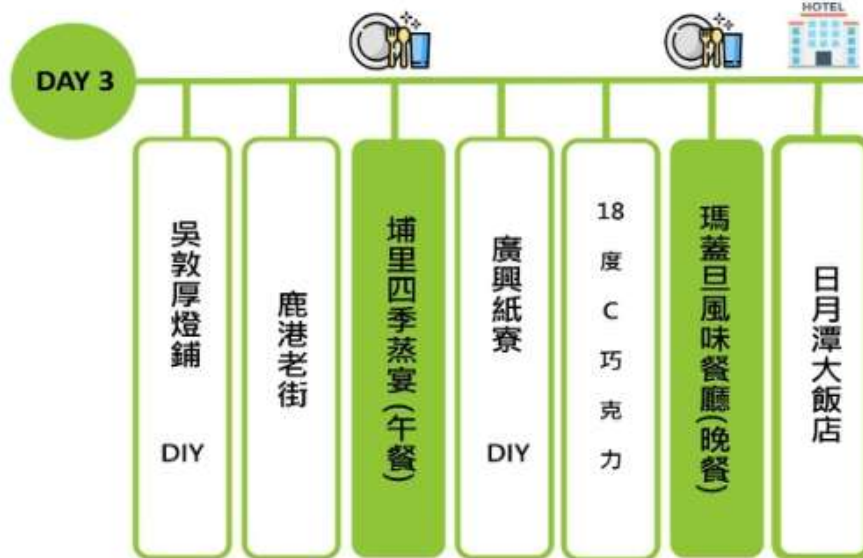 HOTEL
DAY 3
吳敦厚燈鋪 DIY
鹿港老街
埔里四季蒸宴(午餐)
廣興紙寮 DIY
18度C巧克力
瑪蓋旦風味餐廳(晚餐)
日月潭大飯店